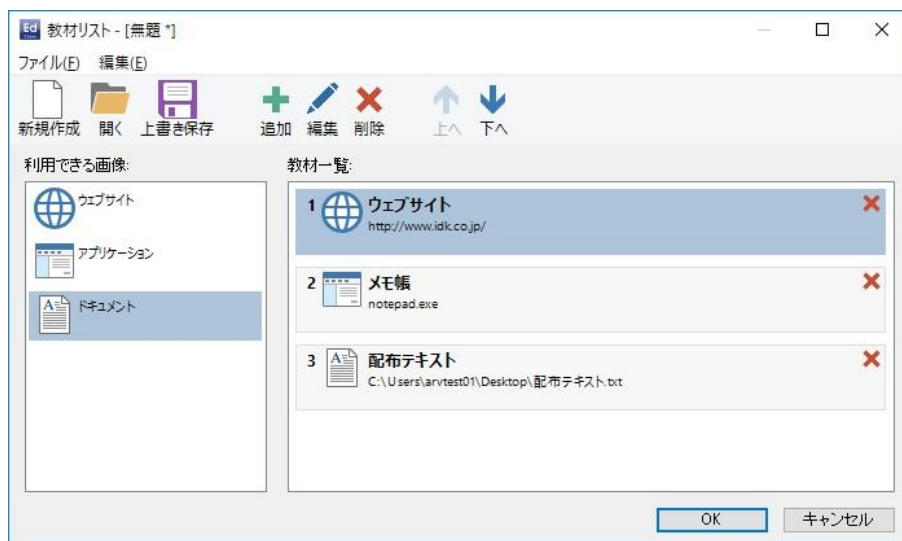 Ed
教材リスト - [無題 *]
ファイル(F) 編集(E)
新規作成 開く 上書き保存 追加 編集 削除 上へ 下へ
利用できる画像:
ウェブサイト
アプリケーション
ドキュメント
教材一覧:
1 ウェブサイト
http://www.idk.co.jp/
2 メモ帳
notepad.exe
3 配布テキスト
C:\Users\arvtest01\Desktop\配布テキスト.txt
OK キャンセル